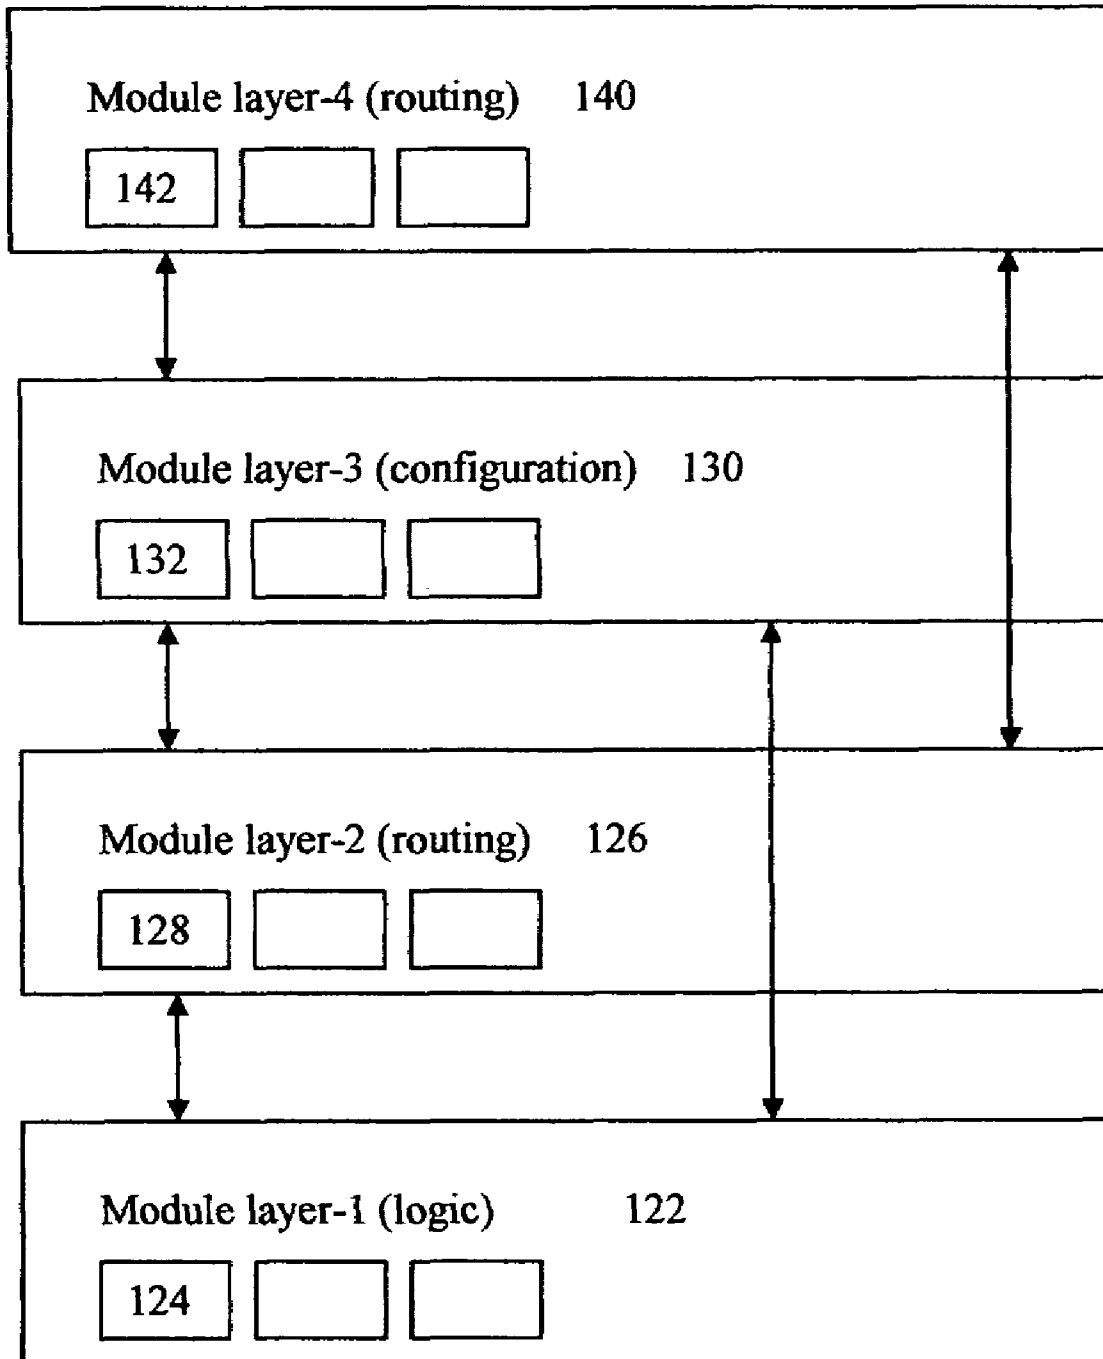 Module layer-4 (routing) 140
142
Module layer-3 (configuration) 130
132
Module layer-2 (routing) 126
128
Module layer-1 (logic) 122
124